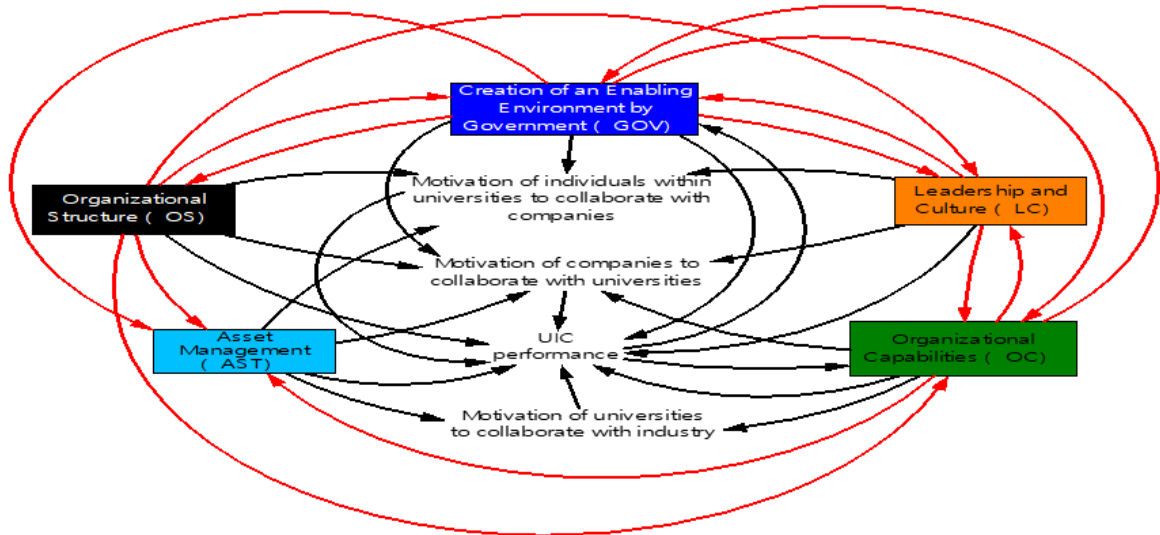 Creation of an Enabling
Environment by
Government ( GOV)
Motivation of individuals within
universities to collaborate with
companies
Organizational
Structure ( OS)
Leadership and
Culture ( LC)
Motivation of companies to
collaborate with universities
Asset
Management
( AST)
UIC
performance
Organizational
Capabilities ( OC)
Motivation of universities
to collaborate with industry